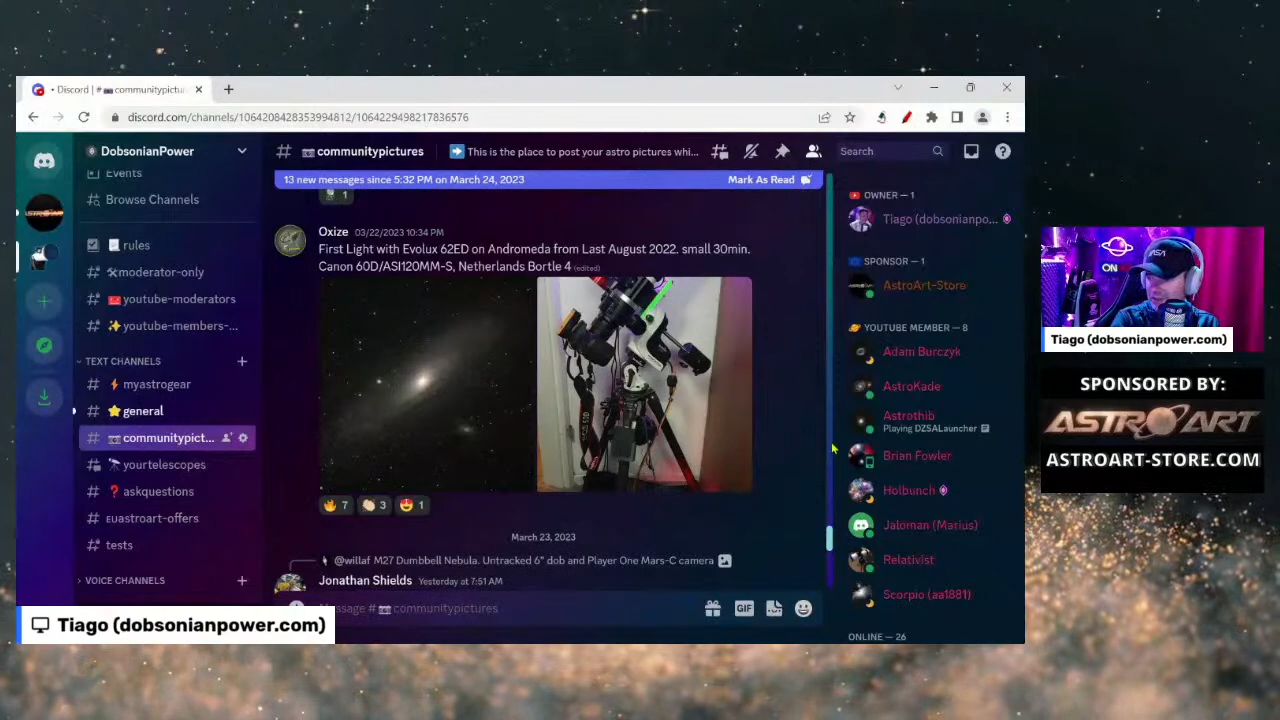 Discord | # communitypictu
discord.com/channels/1064208428353994812/1064229498217836576
DobsonianPower
Events
Browse Channels
rules
moderator-only
youtube-moderators
youtube-members-...
TEXT CHANNELS
myastrogear
general
communitypict...
yourtelescopes
askquestions
EUastroart-offers
tests
VOICE CHANNELS
communitypictures
This is the place to post your astro pictures whi...
Search
13 new messages since 5:32 PM on March 24, 2023
Mark As Read
1
Oxize 03/22/2023 10:34 PM
First Light with Evolux 62ED on Andromeda from Last August 2022. small 30min.
Canon 60D/ASI120MM-S, Netherlands Bortle 4 (edited)
7 3 1
March 23, 2023
@willaf M27 Dumbbell Nebula. Untracked 6" dob and Player One Mars-C camera
Jonathan Shields Yesterday at 7:51 AM
Message # communitypictures
GIF
OWNER — 1
Tiago (dobsonianpo...
SPONSOR — 1
AstroArt-Store
YOUTUBE MEMBER — 8
Adam Burczyk
AstroKade
Astrothib
Playing DZSALauncher
Brian Fowler
Holbunch
Jaloman (Marius)
Relativist
Scorpio (aa1881)
ONLINE — 26
Tiago (dobsonianpower.com)
ON
Tiago (dobsonianpower.com)
SPONSORED BY:
ASTROART
ASTROART-STORE.COM